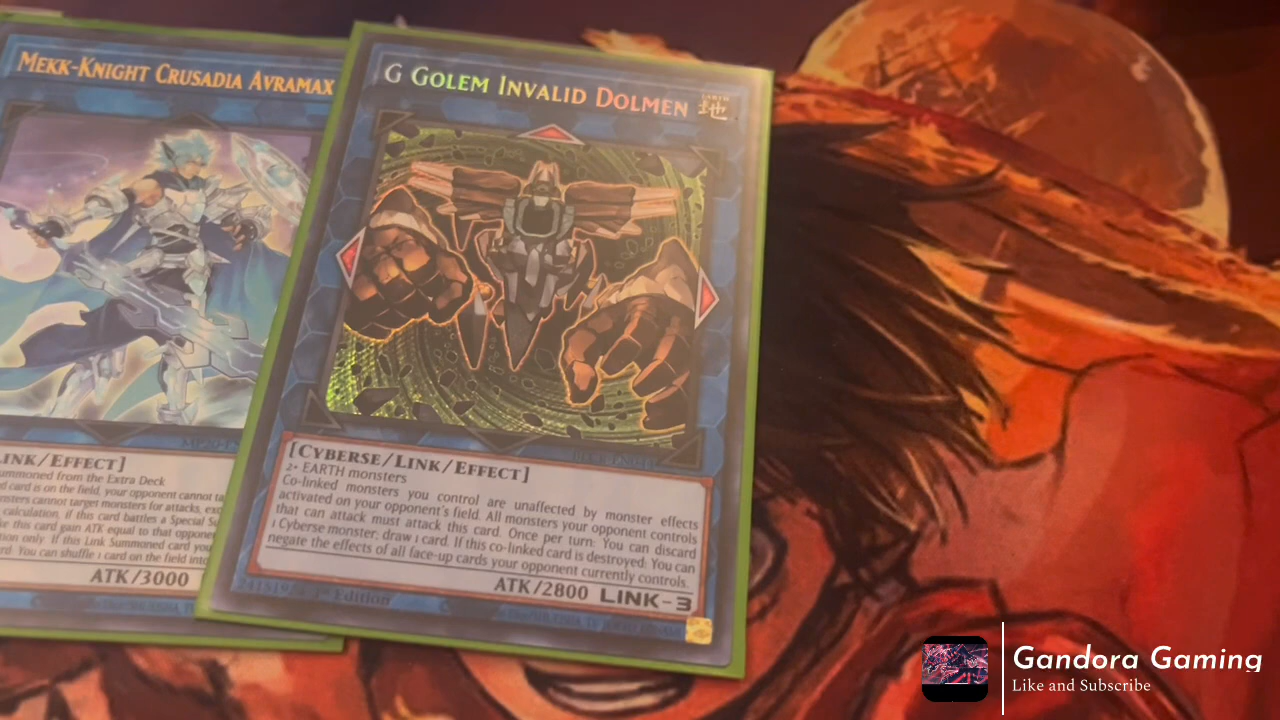 MEKK-KNIGHT CRUSADIA AVRAMAX
INK/EFFECT]
ummoned from the Extra Deck
card is on the field, your opponent cannot ta
nsters cannot target monsters for attacks, exc
calculation, if this card battles a Special Su
ke this card gain ATK equal to that opponen
tion only. If this Link Summoned card you
rd: You can shuffle 1 card on the field into
ATK/3000
G GOLEM INVALID DOLMEN
EARTH
地
[CYBERSE/LINK/EFFECT]
2+ EARTH monsters
Co-linked monsters you control are unaffected by monster effects
activated on your opponent's field. All monsters your opponent controls
that can attack must attack this card. Once per turn: You can discard
1 Cyberse monster; draw 1 card. If this co-linked card is destroyed: You can
negate the effects of all face-up cards your opponent currently controls.
ATK/2800 LINK-3
1st Edition
Gandora Gaming
Like and Subscribe